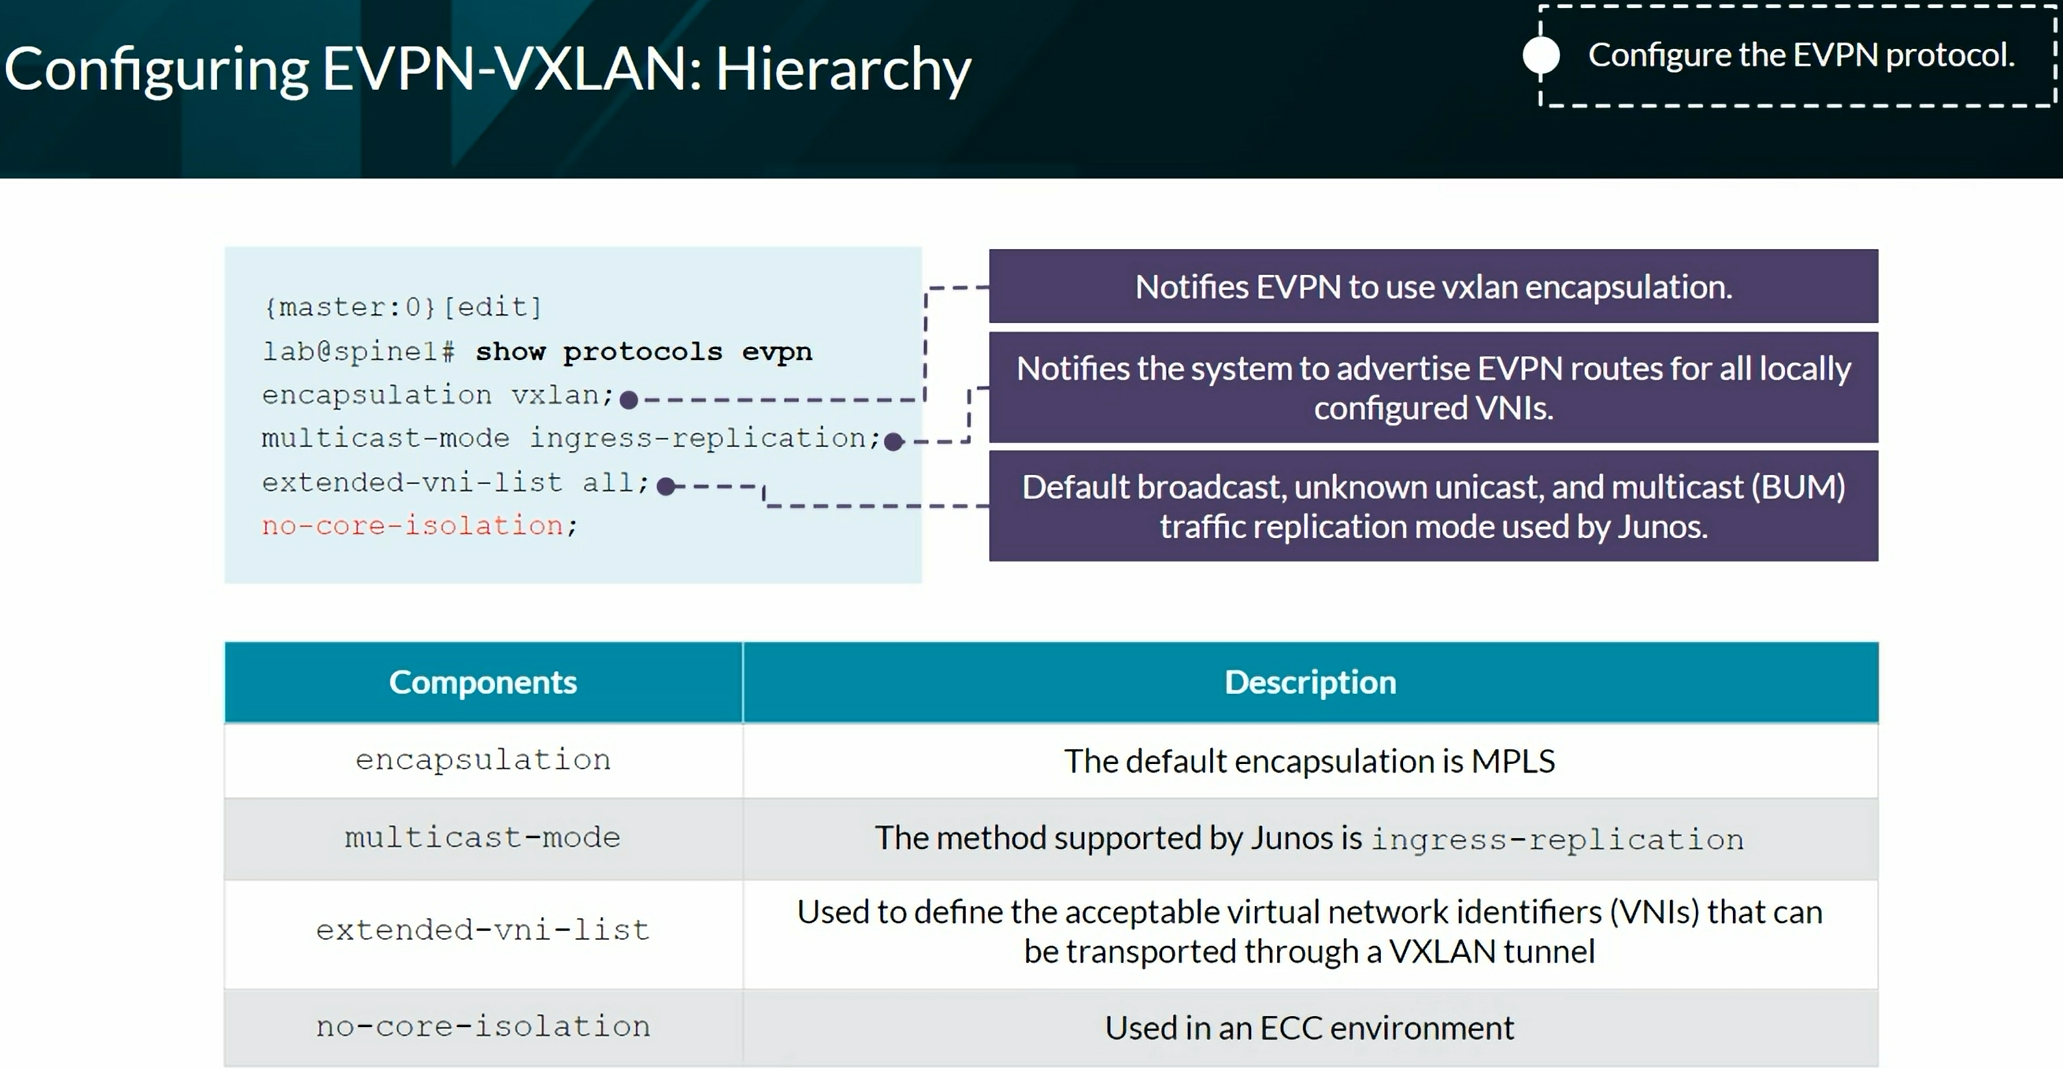 Configuring EVPN-VXLAN: Hierarchy
Configure the EVPN protocol.
{master:0}[edit]
lab@spine1# show protocols evpn
encapsulation vxlan;
multicast-mode ingress-replication;
extended-vni-list all;
no-core-isolation;
Notifies EVPN to use vxlan encapsulation.
Notifies the system to advertise EVPN routes for all locally
configured VNIs.
Default broadcast, unknown unicast, and multicast (BUM)
traffic replication mode used by Junos.
Components
Description
encapsulation
The default encapsulation is MPLS
multicast-mode
The method supported by Junos is ingress-replication
extended-vni-list
Used to define the acceptable virtual network identifiers (VNIs) that can
be transported through a VXLAN tunnel
no-core-isolation
Used in an ECC environment